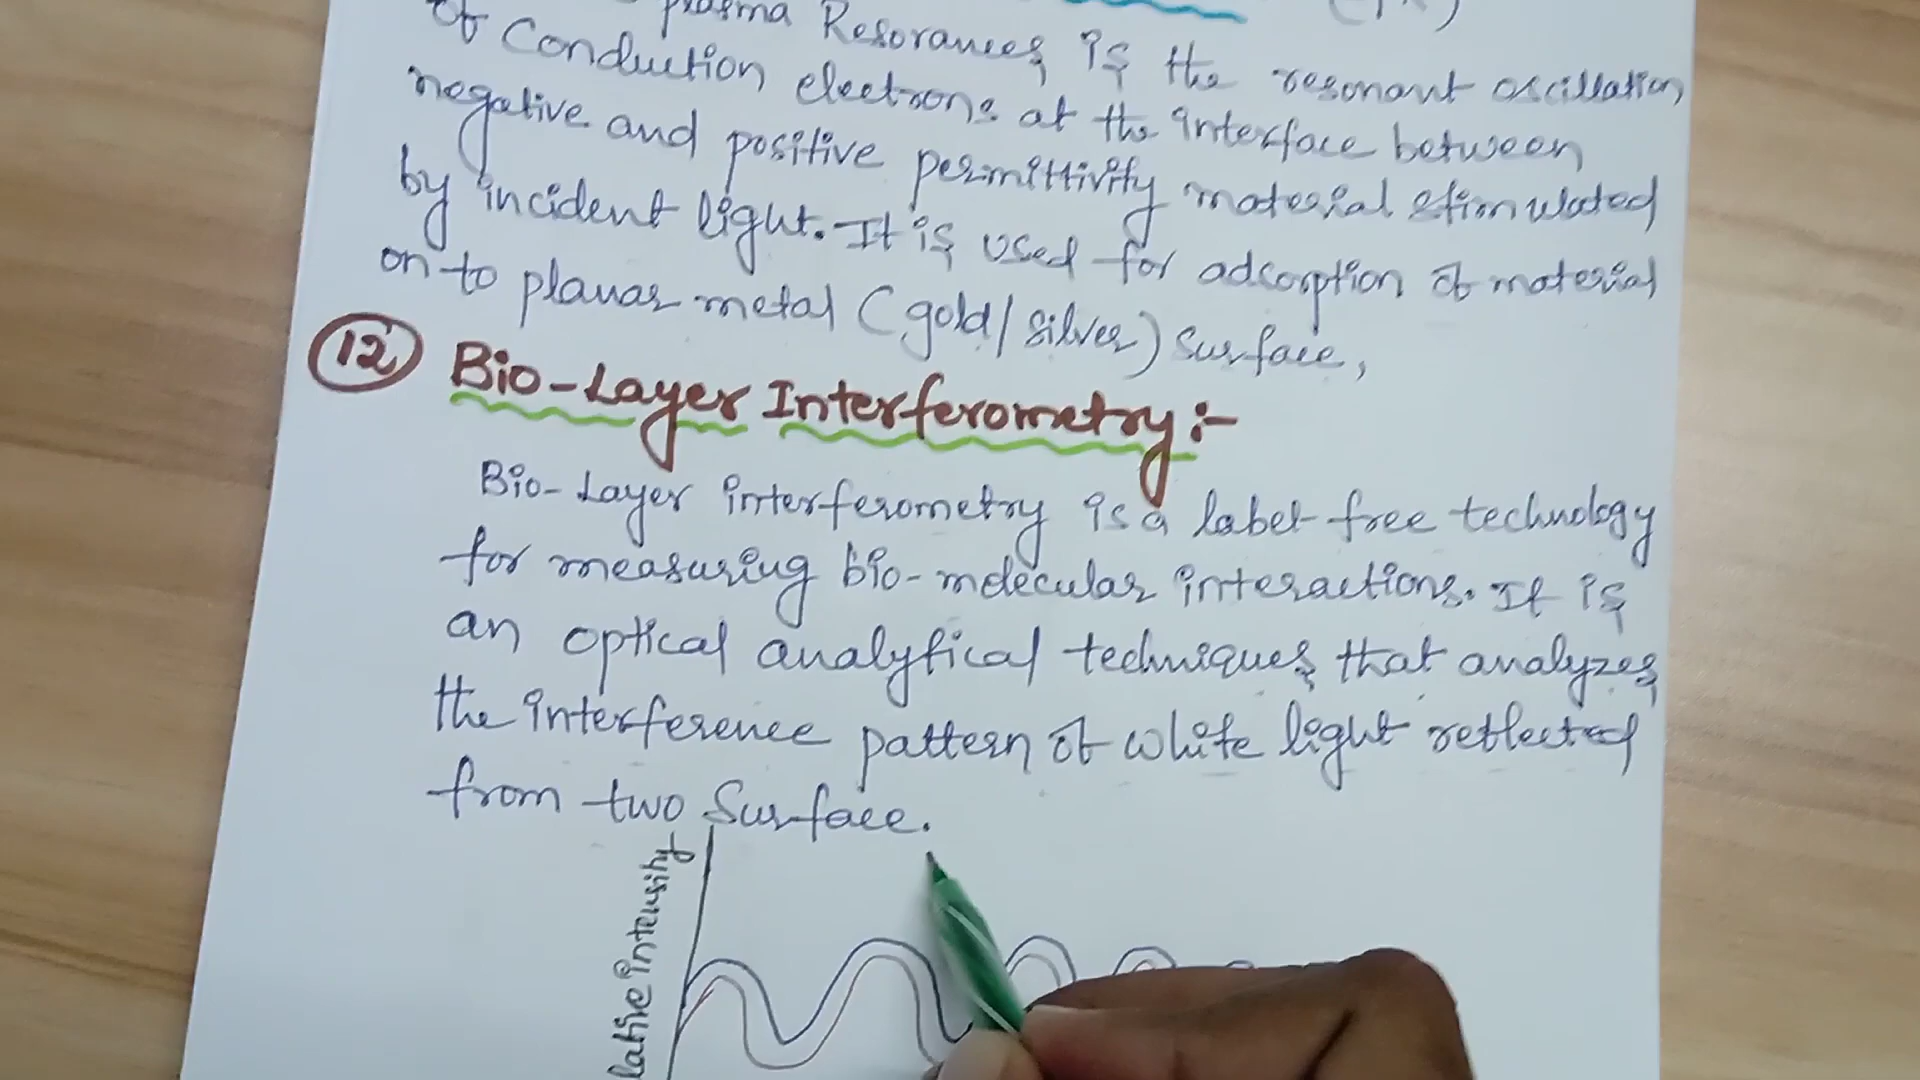 plasma Resorances is the resonant oscillation
of Conduction electrons at the interface between
negative and positive permittivity material stimulated
by incident light. It is used for adsorption of material
on to planar metal (gold/silver) Surface,
12 Bio-Layer Interferometry:-
Bio-Layer interferometry is a label free technology
for measuring bio-molecular interactions. It is
an optical analytical techniques that analyzes
the interference pattern of white light reflected
from two Surface.
lative intensity